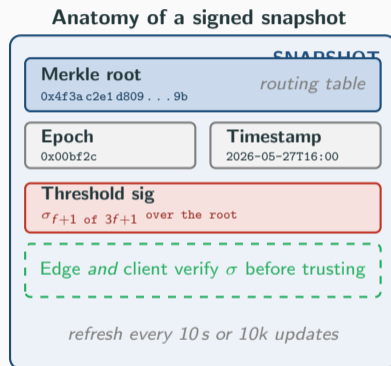 Anatomy of a signed snapshot
SNAPSHOT
Merkle root
routing table
0x4f3a c2e1 d809 . . . 9b
Epoch
0x00bf2c
Timestamp
2026-05-27T16:00
Threshold sig
σf+1 of 3f+1 over the root
Edge and client verify σ before trusting
refresh every 10 s or 10k updates